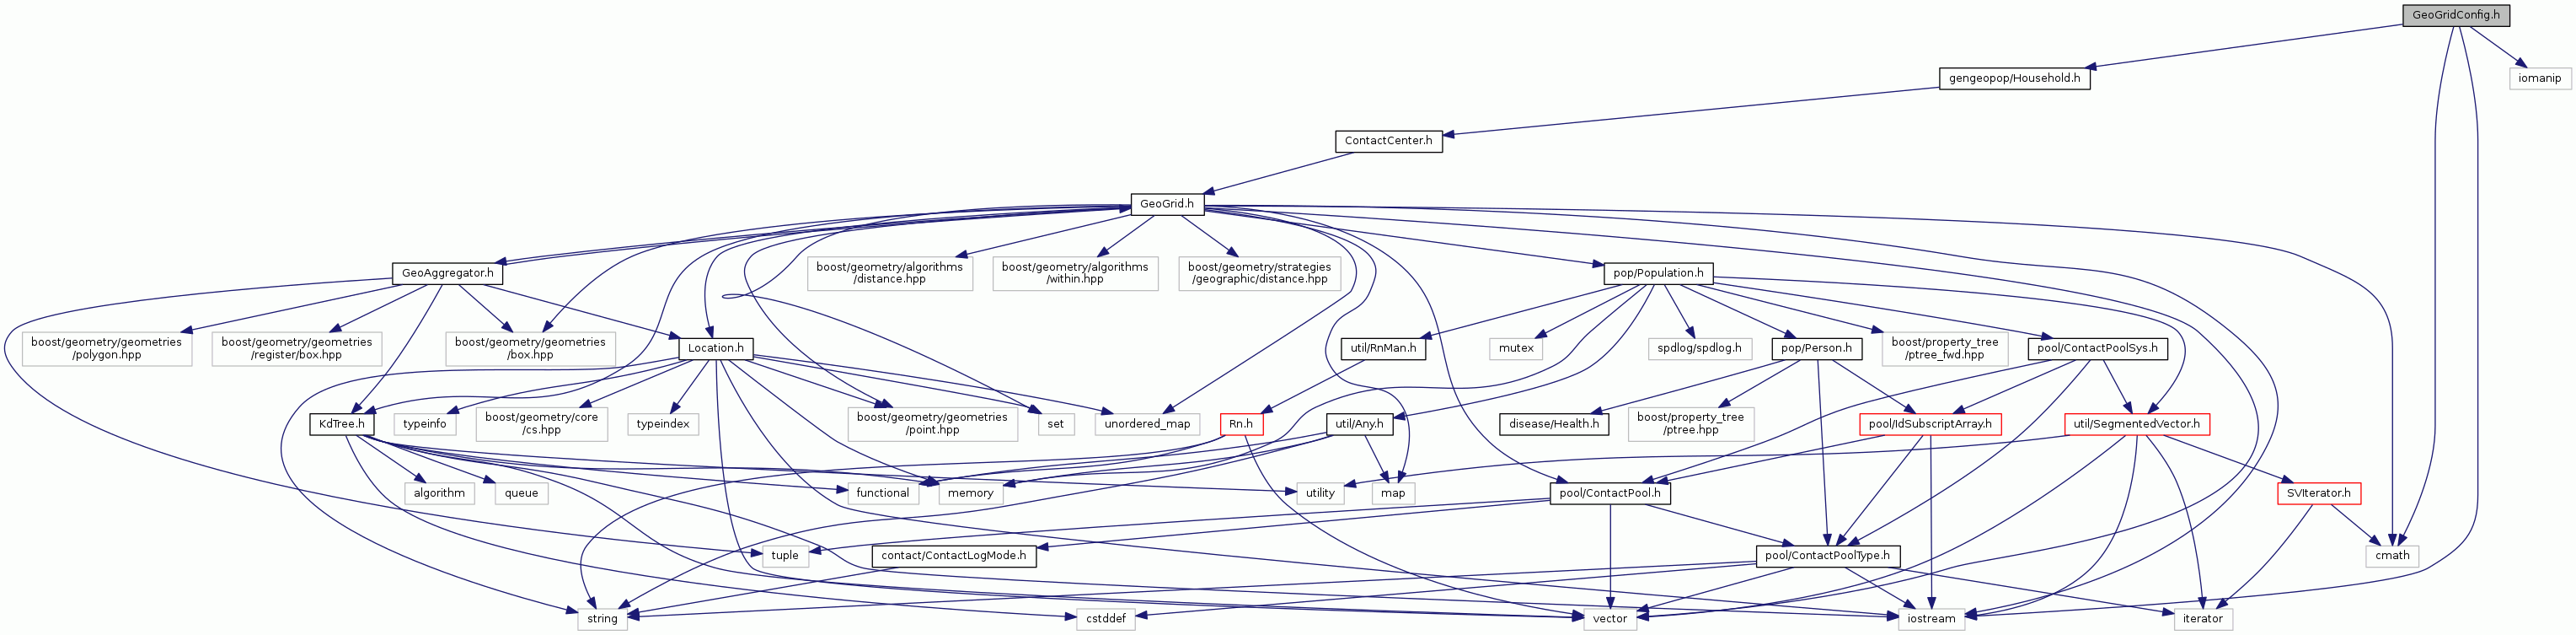 GeoGridConfig.h
gengeopop/Household.h
iomanip
ContactCenter.h
GeoGrid.h
GeoAggregator.h
boost/geometry/algorithms
/distance.hpp
boost/geometry/algorithms
/within.hpp
boost/geometry/strategies
/geographic/distance.hpp
pop/Population.h
boost/geometry/geometries
/polygon.hpp
boost/geometry/geometries
/register/box.hpp
boost/geometry/geometries
/box.hpp
Location.h
util/RnMan.h
mutex
spdlog/spdlog.h
pop/Person.h
boost/property_tree
/ptree_fwd.hpp
pool/ContactPoolSys.h
KdTree.h
typeinfo
boost/geometry/core
/cs.hpp
typeindex
boost/geometry/geometries
/point.hpp
set
unordered_map
Rn.h
util/Any.h
disease/Health.h
boost/property_tree
/ptree.hpp
pool/IdSubscriptArray.h
util/SegmentedVector.h
algorithm
queue
functional
memory
utility
map
pool/ContactPool.h
SVIterator.h
tuple
contact/ContactLogMode.h
pool/ContactPoolType.h
cmath
string
cstddef
vector
iostream
iterator